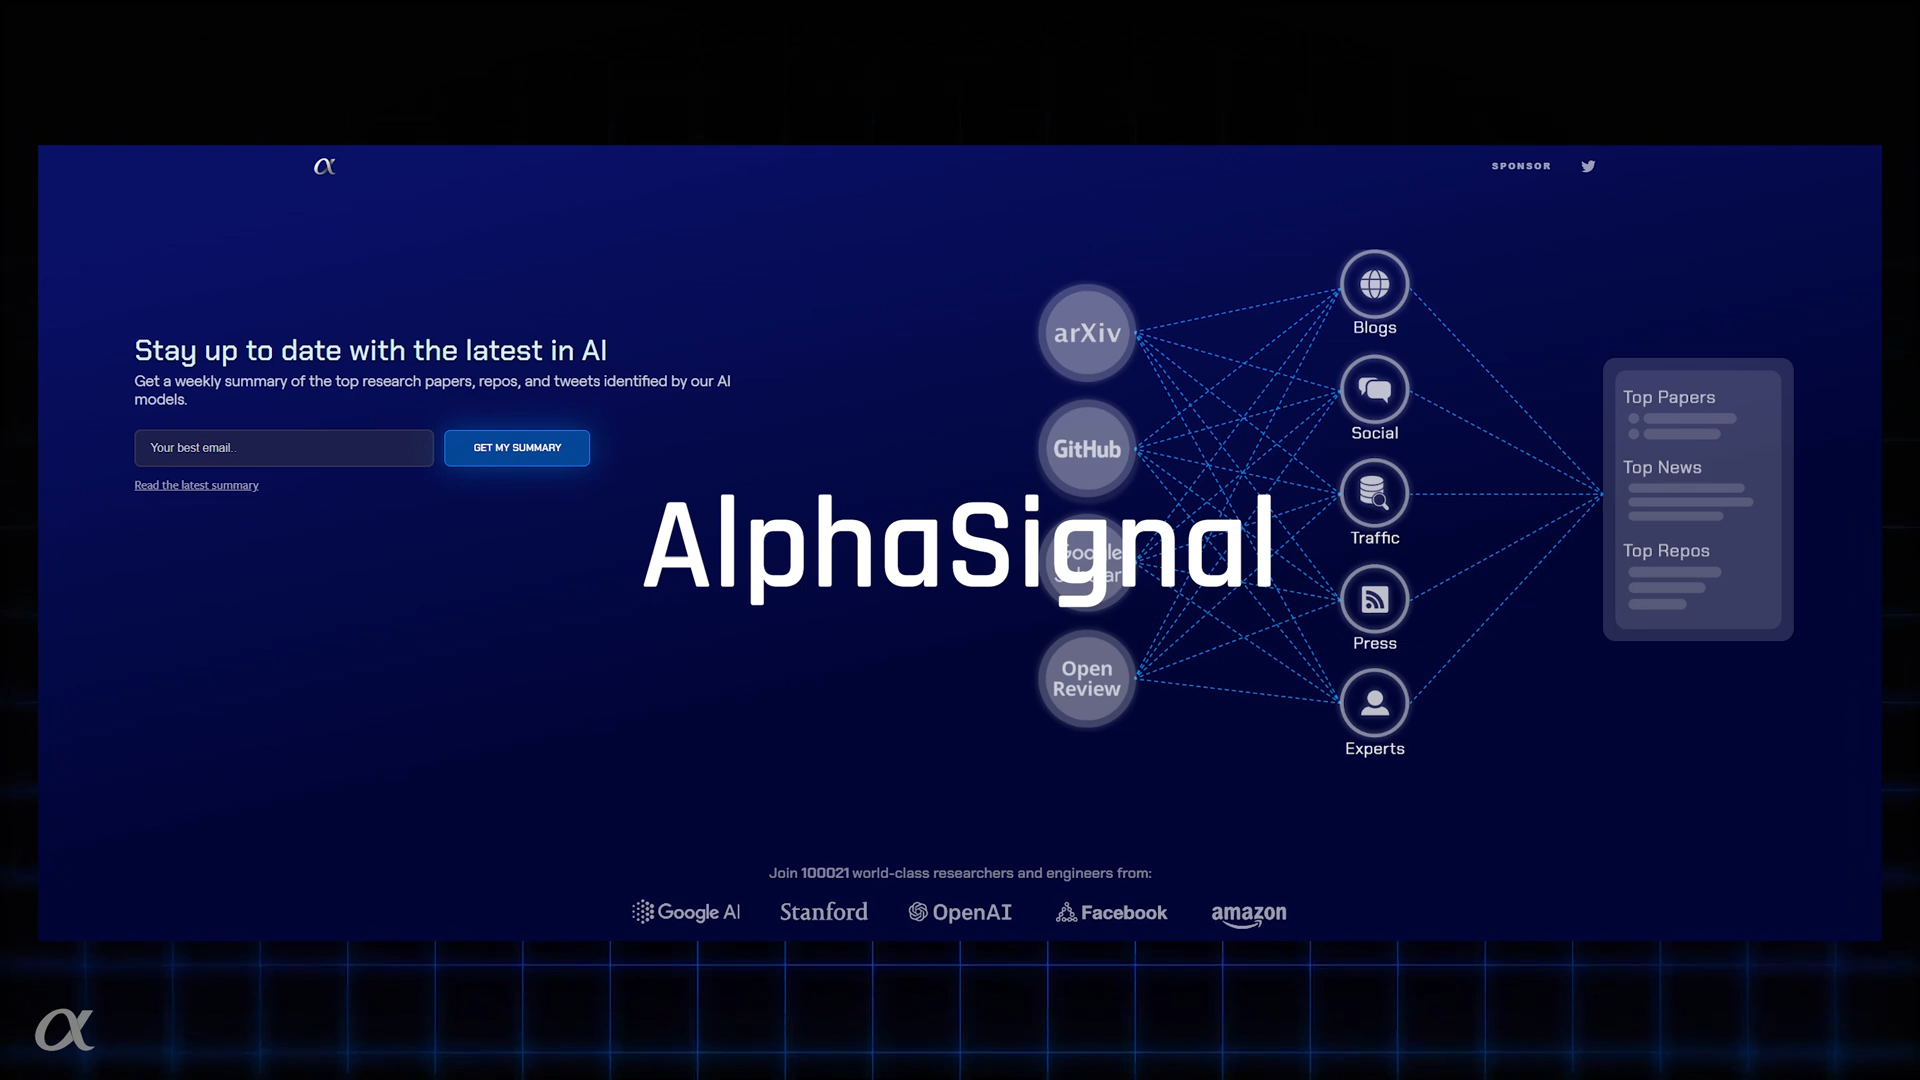 α
SPONSOR
Stay up to date with the latest in AI
Get a weekly summary of the top research papers, repos, and tweets identified by our AI
models.
Your best email..
GET MY SUMMARY
Read the latest summary
AlphaSignal
arXiv
GitHub
Google
Open
Review
Blogs
Social
Traffic
Press
Experts
Top Papers
Top News
Top Repos
Join 100021 world-class researchers and engineers from:
Google AI
Stanford
OpenAI
Facebook
amazon
α